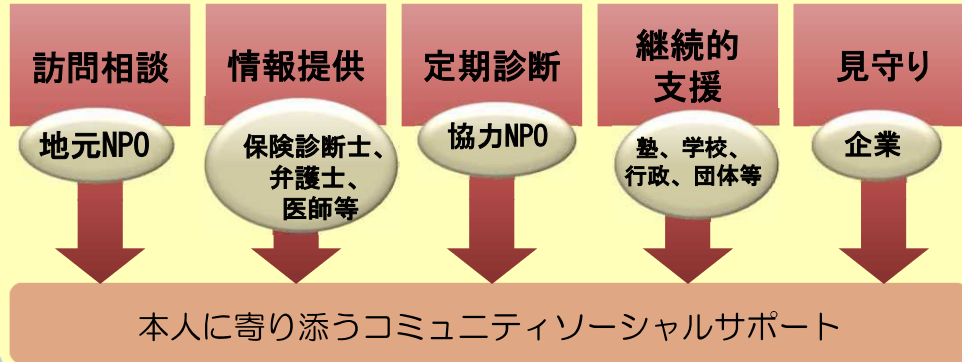 訪問相談
地元NPO
情報提供
保険診断士、
弁護士、
医師等
定期診断
協力NPO
継続的
支援
塾、学校、
行政、団体等
見守り
企業
本人に寄り添うコミュニティソーシャルサポート